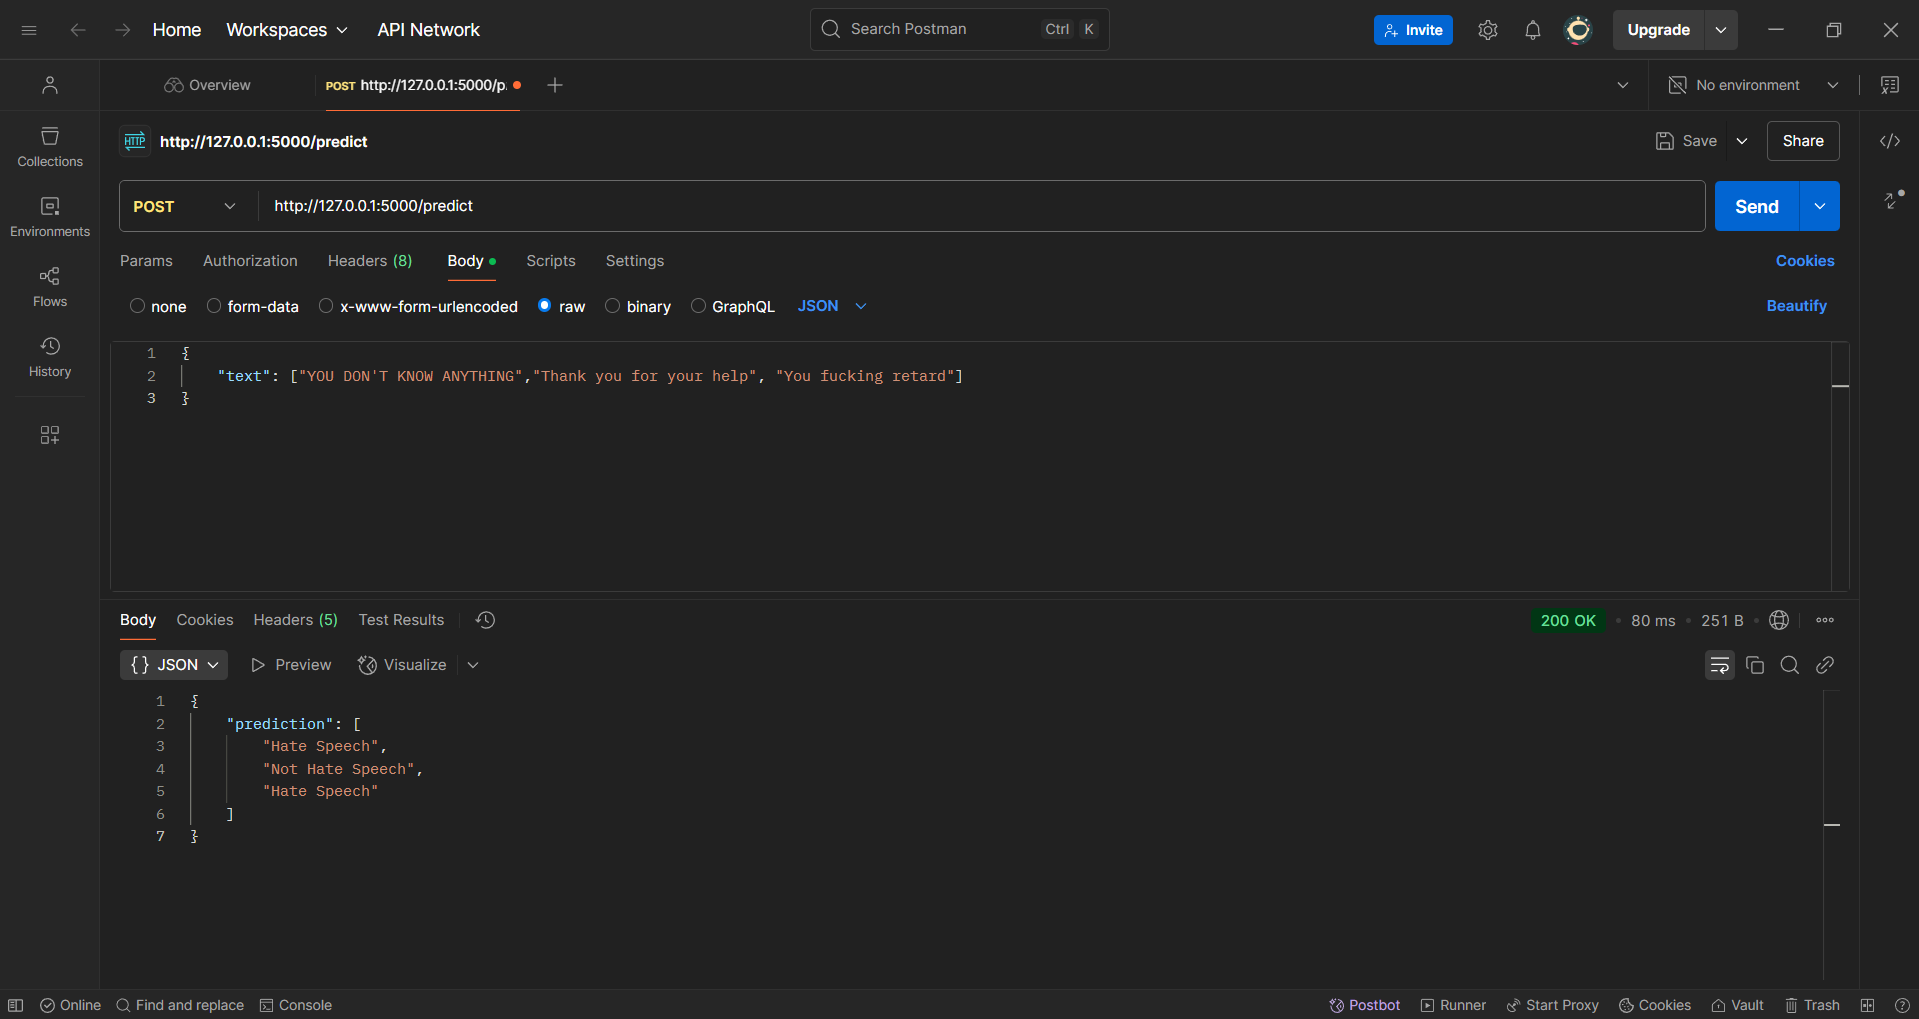 Home Workspaces API Network Search Postman Ctrl K Invite Upgrade
Overview POST http://127.0.0.1:5000/p. No environment
HTTP http://127.0.0.1:5000/predict Save Share
Collections
Environments
Flows
History
POST http://127.0.0.1:5000/predict Send
Params Authorization Headers (8) Body Scripts Settings Cookies
none form-data x-www-form-urlencoded raw binary GraphQL JSON Beautify
1 {
2 "text": ["YOU DON'T KNOW ANYTHING","Thank you for your help", "You fucking retard"]
3 }
Body Cookies Headers (5) Test Results 200 OK • 80 ms • 251 B •
{} JSON Preview Visualize
1 {
2 "prediction": [
3 "Hate Speech",
4 "Not Hate Speech",
5 "Hate Speech"
6 ]
7 }
Online Find and replace Console Postbot Runner Start Proxy Cookies Vault Trash